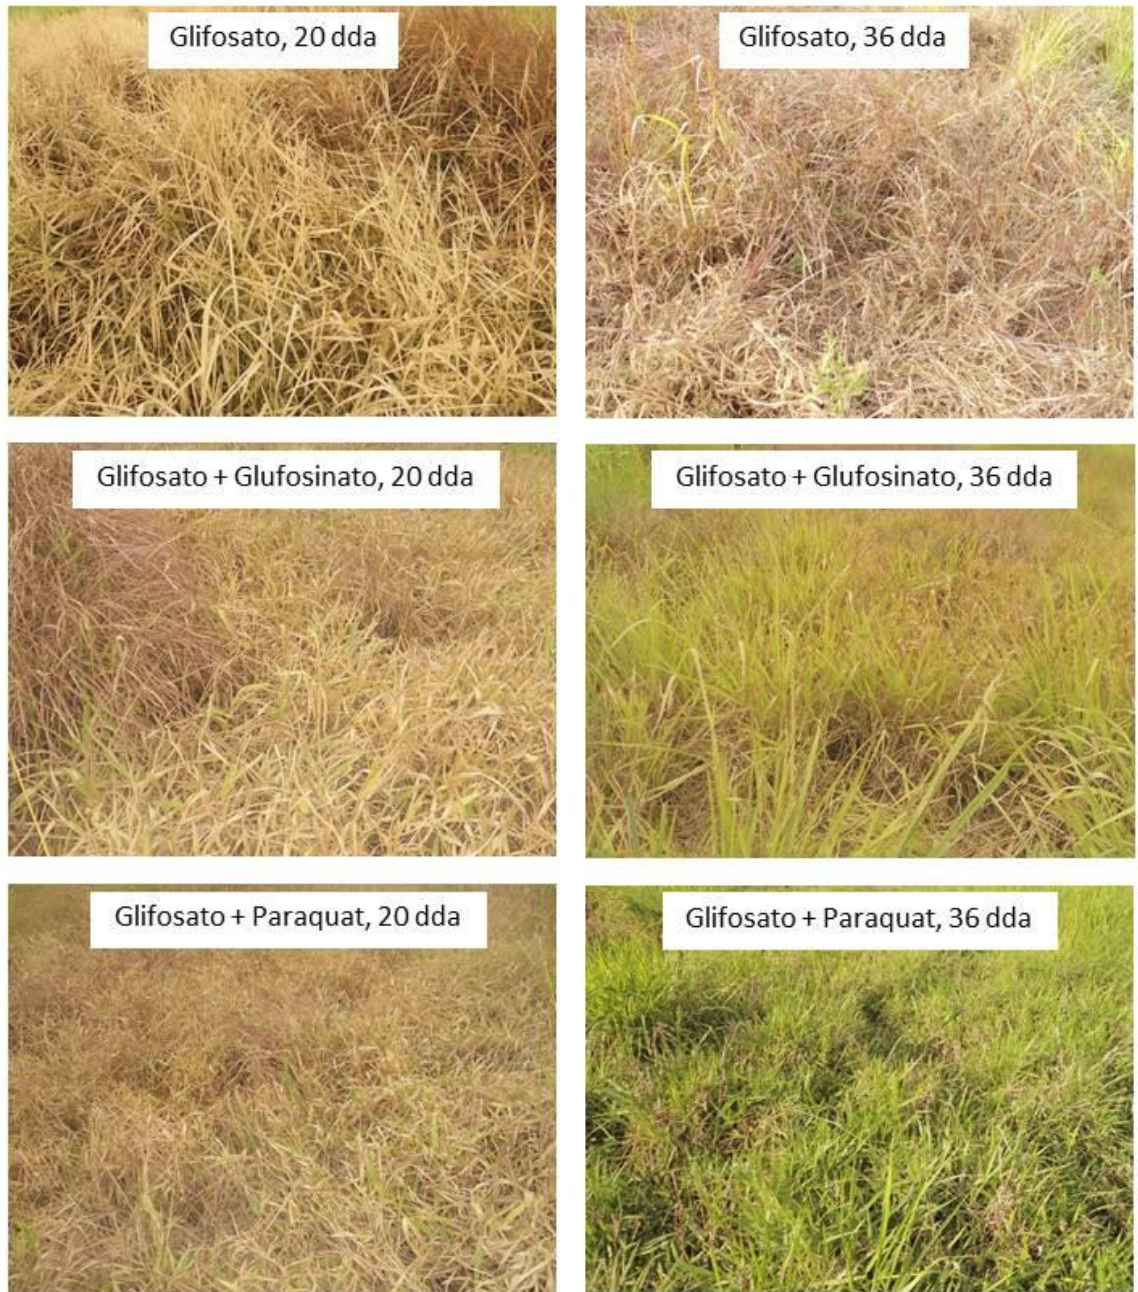 Glifosato, 20 dda
Glifosato, 36 dda
Glifosato + Glufosinato, 20 dda
Glifosato + Glufosinato, 36 dda
Glifosato + Paraquat, 20 dda
Glifosato + Paraquat, 36 dda